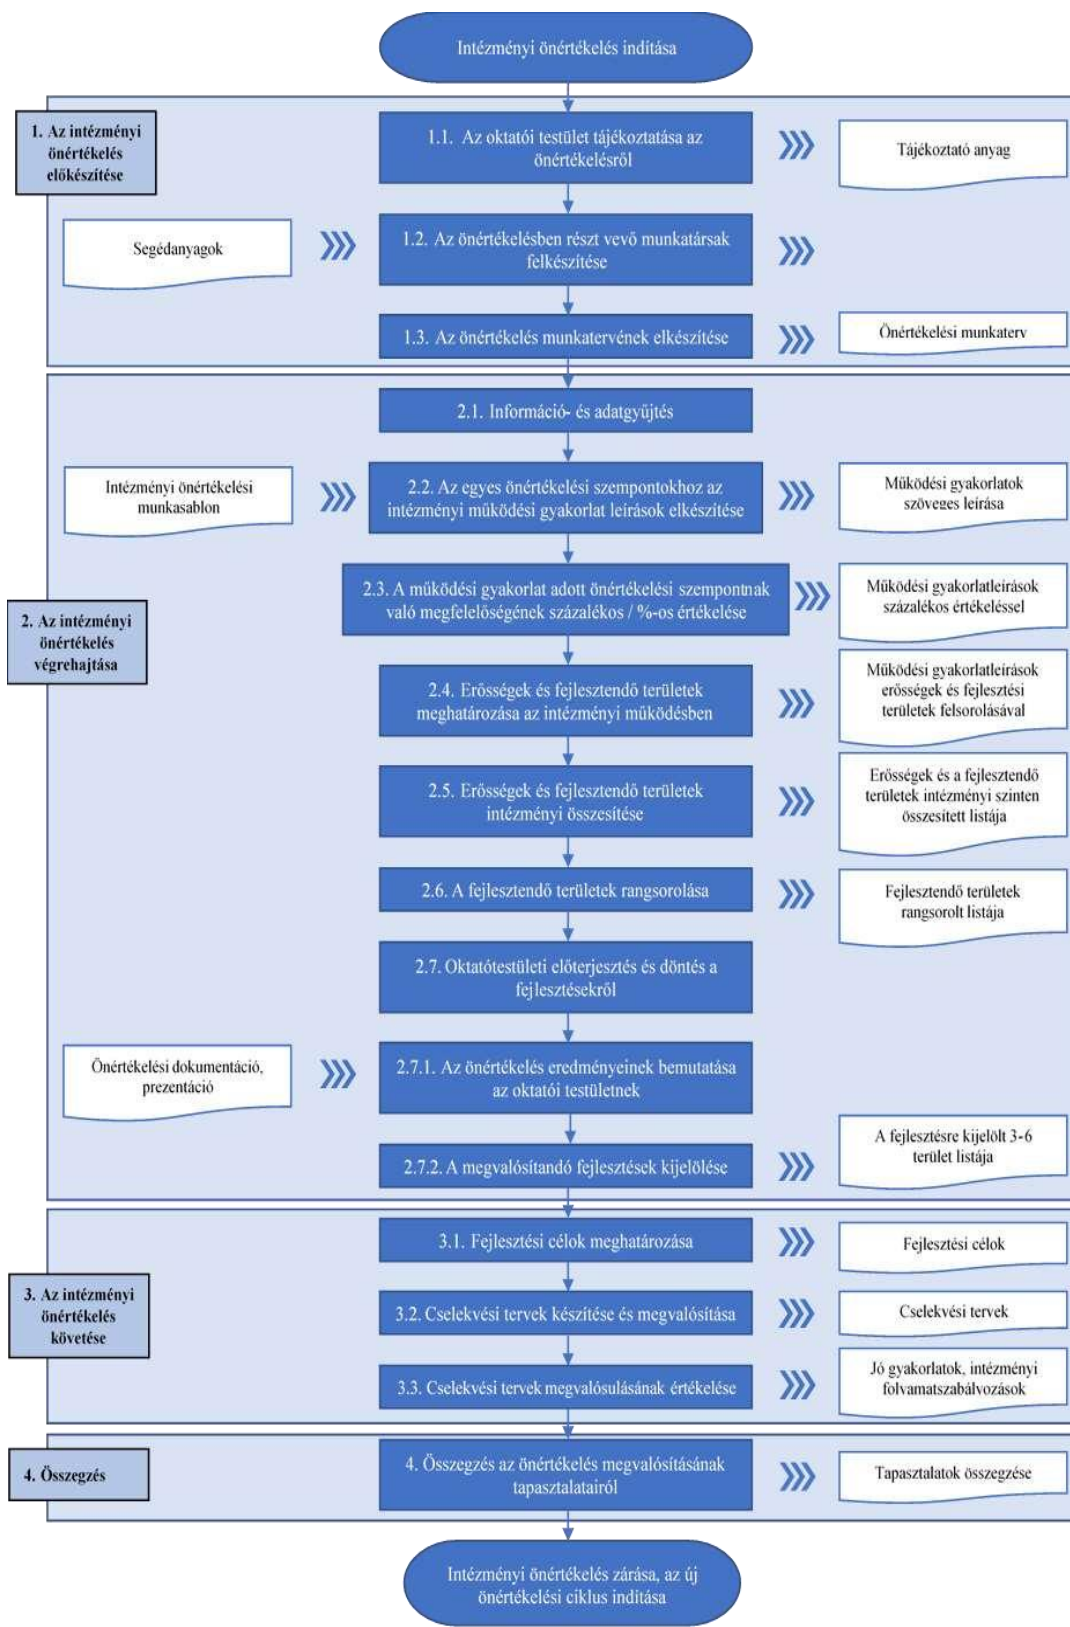 Intézményi önértékelés indítása
1. Az intézményi
önértékelés
előkészítése
1.1. Az oktatói testület tájékoztatása az
önértékelésről
Tájékoztató anyag
Segédanyagok
1.2. Az önértékelésben részt vevő munkatársak
felkészítése
1.3. Az önértékelés munkatervének elkészítése
Önértékelési munkaterv
2. Az intézményi
önértékelés
végrehajtása
2.1. Információ- és adatgyűjtés
Intézményi önértékelési
munkasablon
2.2. Az egyes önértékelési szempontokhoz az
intézményi működési gyakorlat leírások elkészítése
Működési gyakorlatok
szöveges leírása
2.3. A működési gyakorlat adott önértékelési szempontnak
való megfelelőségének százalékos / %-os értékelése
Működési gyakorlatleírások
százalékos értékeléssel
2.4. Erősségek és fejlesztendő területek
meghatározása az intézményi működésben
Működési gyakorlatleírások
erősségek és fejlesztési
területek felsorolásával
2.5. Erősségek és fejlesztendő területek
intézményi összesítése
Erősségek és a fejlesztendő
területek intézményi szinten
összesített listája
2.6. A fejlesztendő területek rangsorolása
Fejlesztendő területek
rangsorolt listája
2.7. Oktatótestületi előterjesztés és döntés a
fejlesztésekről
Önértékelési dokumentáció,
prezentáció
2.7.1. Az önértékelés eredményeinek bemutatása
az oktatói testületnek
2.7.2. A megvalósítandó fejlesztések kijelölése
A fejlesztésre kijelölt 3-6
terület listája
3. Az intézményi
önértékelés
követése
3.1. Fejlesztési célok meghatározása
Fejlesztési célok
3.2. Cselekvési tervek készítése és megvalósítása
Cselekvési tervek
3.3. Cselekvési tervek megvalósulásának értékelése
Jó gyakorlatok, intézményi
folyamatszabályozások
4. Összegzés
4. Összegzés az önértékelés megvalósításának
tapasztalatairól
Tapasztalatok összegzése
Intézményi önértékelés zárása, az új
önértékelési ciklus indítása